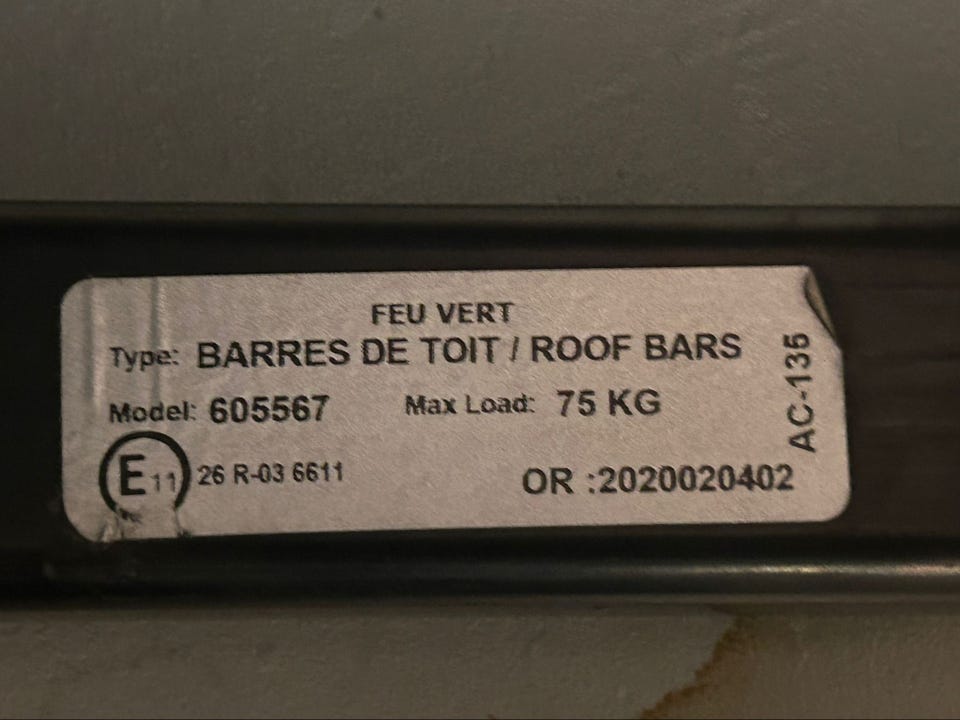 FEU VERT
Type: BARRES DE TOIT / ROOF BARS
Model: 605567 Max Load: 75 KG
E11 26 R-03 6611
OR :2020020402
AC-135